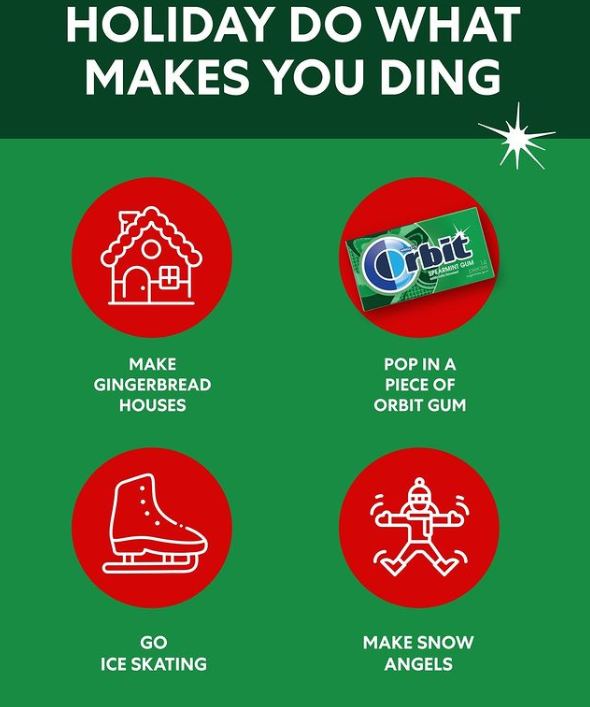 HOLIDAY DO WHAT
MAKES YOU DING
Orbit
SPEARMINT GUM
MAKE
GINGERBREAD
HOUSES
POP IN A
PIECE OF
ORBIT GUM
GO
ICE SKATING
MAKE SNOW
ANGELS